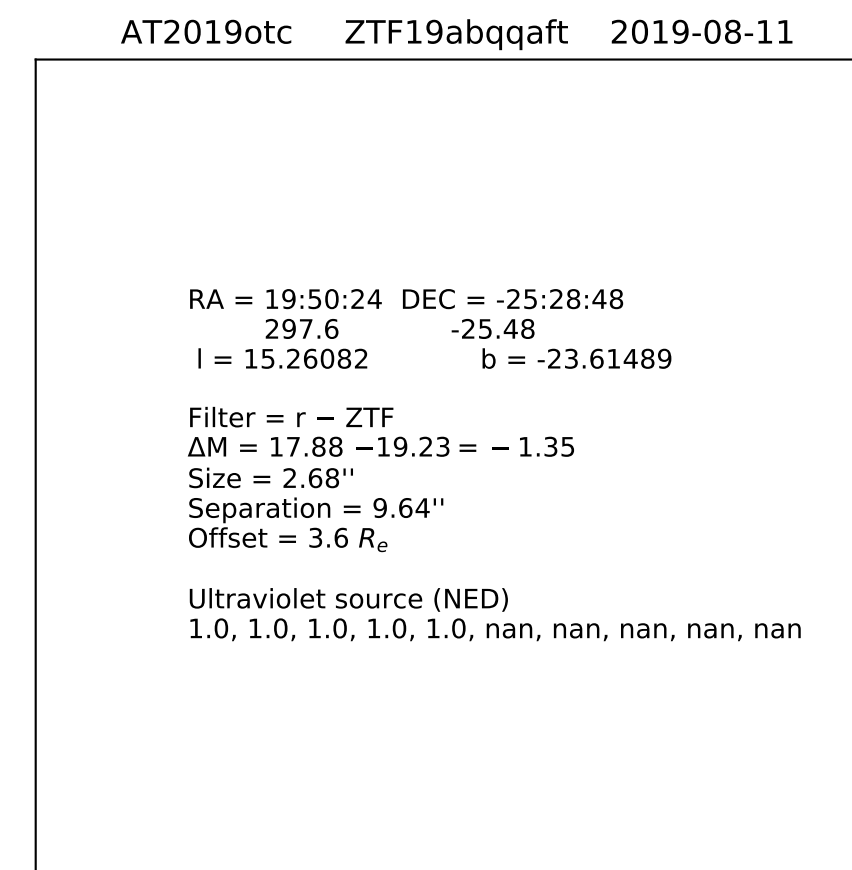 AT2019otc ZTF19abqqaft 2019-08-11
RA = 19:50:24 DEC = -25:28:48
297.6 -25.48
l = 15.26082 b = -23.61489
Filter = r − ZTF
ΔM = 17.88 −19.23 = − 1.35
Size = 2.68''
Separation = 9.64''
Offset = 3.6 Rₑ
Ultraviolet source (NED)
1.0, 1.0, 1.0, 1.0, 1.0, nan, nan, nan, nan, nan